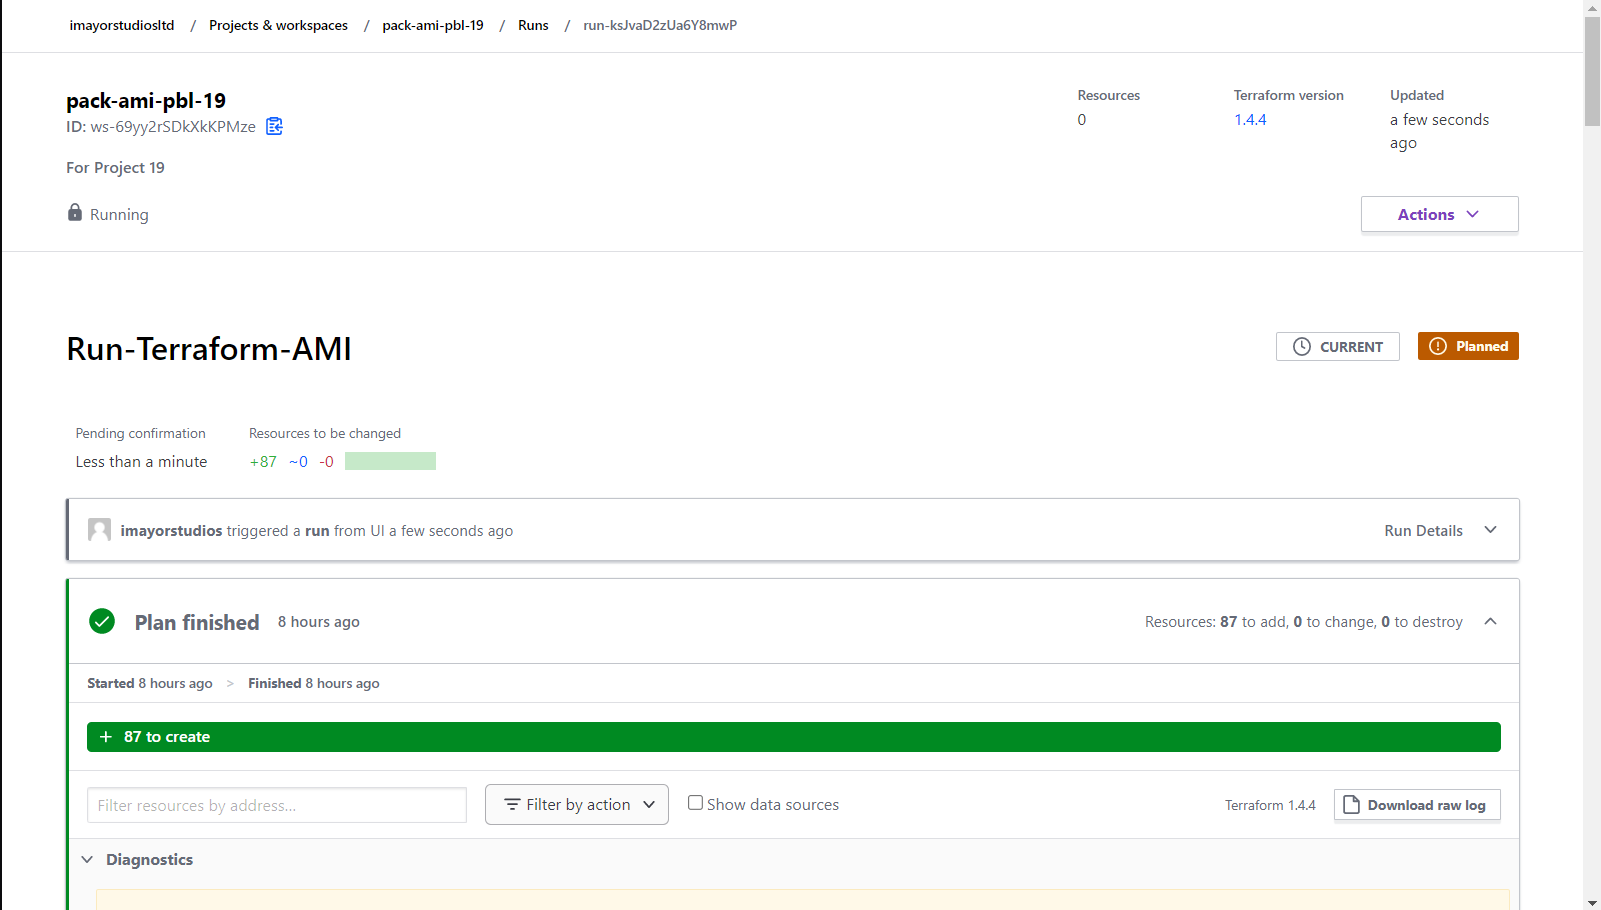 imayorstudiosltd / Projects & workspaces / pack-ami-pbl-19 / Runs / run-ksJvaD2zUa6Y8mwP
pack-ami-pbl-19
ID: ws-69yy2rSDkXkKPMze
For Project 19
Running
Resources
0
Terraform version
1.4.4
Updated
a few seconds
ago
Actions
Run-Terraform-AMI
CURRENT
Planned
Pending confirmation
Less than a minute
Resources to be changed
+87 ~0 -0
imayorstudios triggered a run from UI a few seconds ago
Run Details
Plan finished 8 hours ago
Resources: 87 to add, 0 to change, 0 to destroy
Started 8 hours ago > Finished 8 hours ago
+ 87 to create
Filter resources by address...
Filter by action
Show data sources
Terraform 1.4.4
Download raw log
Diagnostics